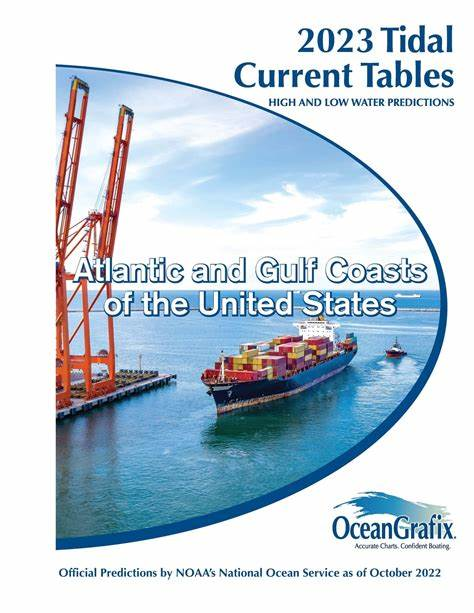 2023 Tidal
Current Tables
HIGH AND LOW WATER PREDICTIONS
Atlantic and Gulf Coasts
of the United States
OceanGrafix.
Accurate Charts. Confident Boating.
Official Predictions by NOAA's National Ocean Service as of October 2022